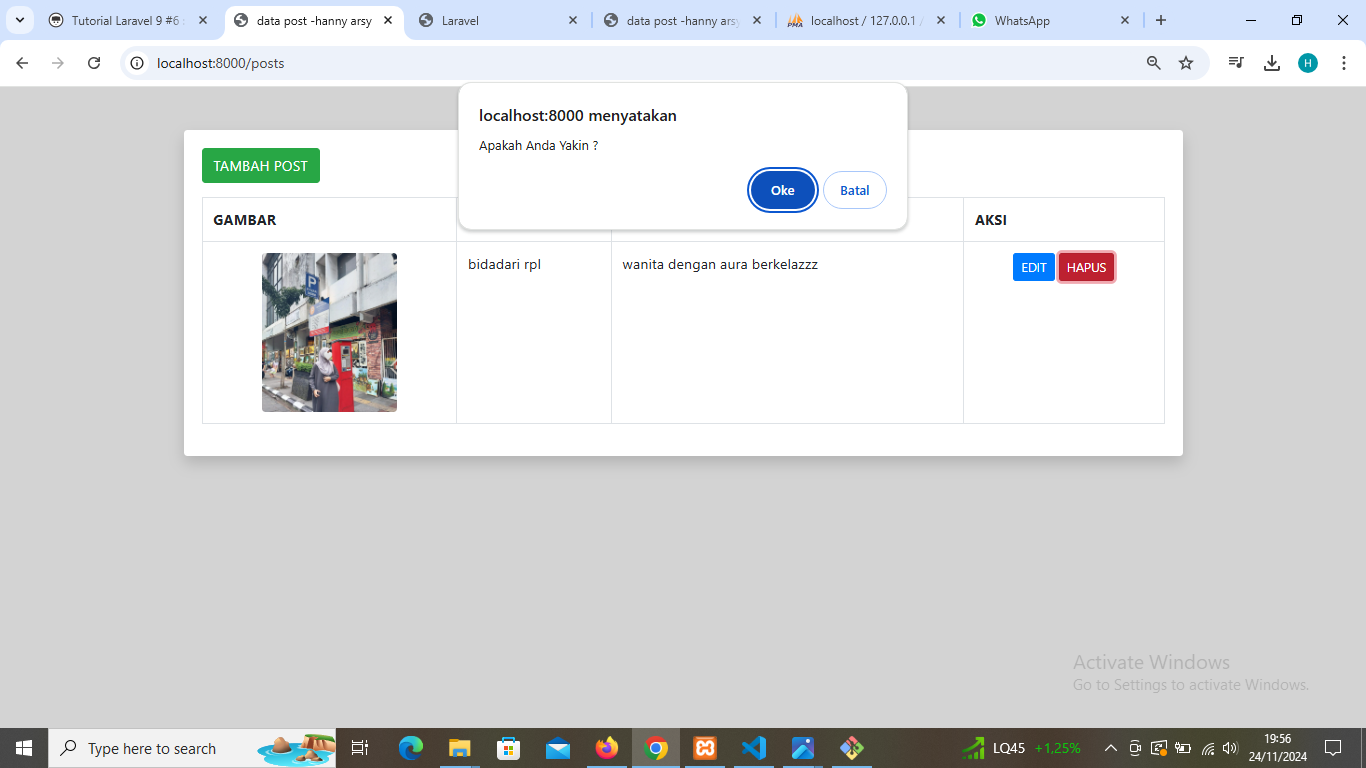 Tutorial Laravel 9 #6 :
data post -hanny arsy
Laravel
data post -hanny arsy
localhost / 127.0.0.1 /
WhatsApp
localhost:8000/posts
H
localhost:8000 menyatakan
Apakah Anda Yakin ?
Oke
Batal
TAMBAH POST
GAMBAR
AKSI
P
bidadari rpl
wanita dengan aura berkelazzz
EDIT
HAPUS
Activate Windows
Go to Settings to activate Windows.
Type here to search
LQ45 +1,25%
19:56
24/11/2024